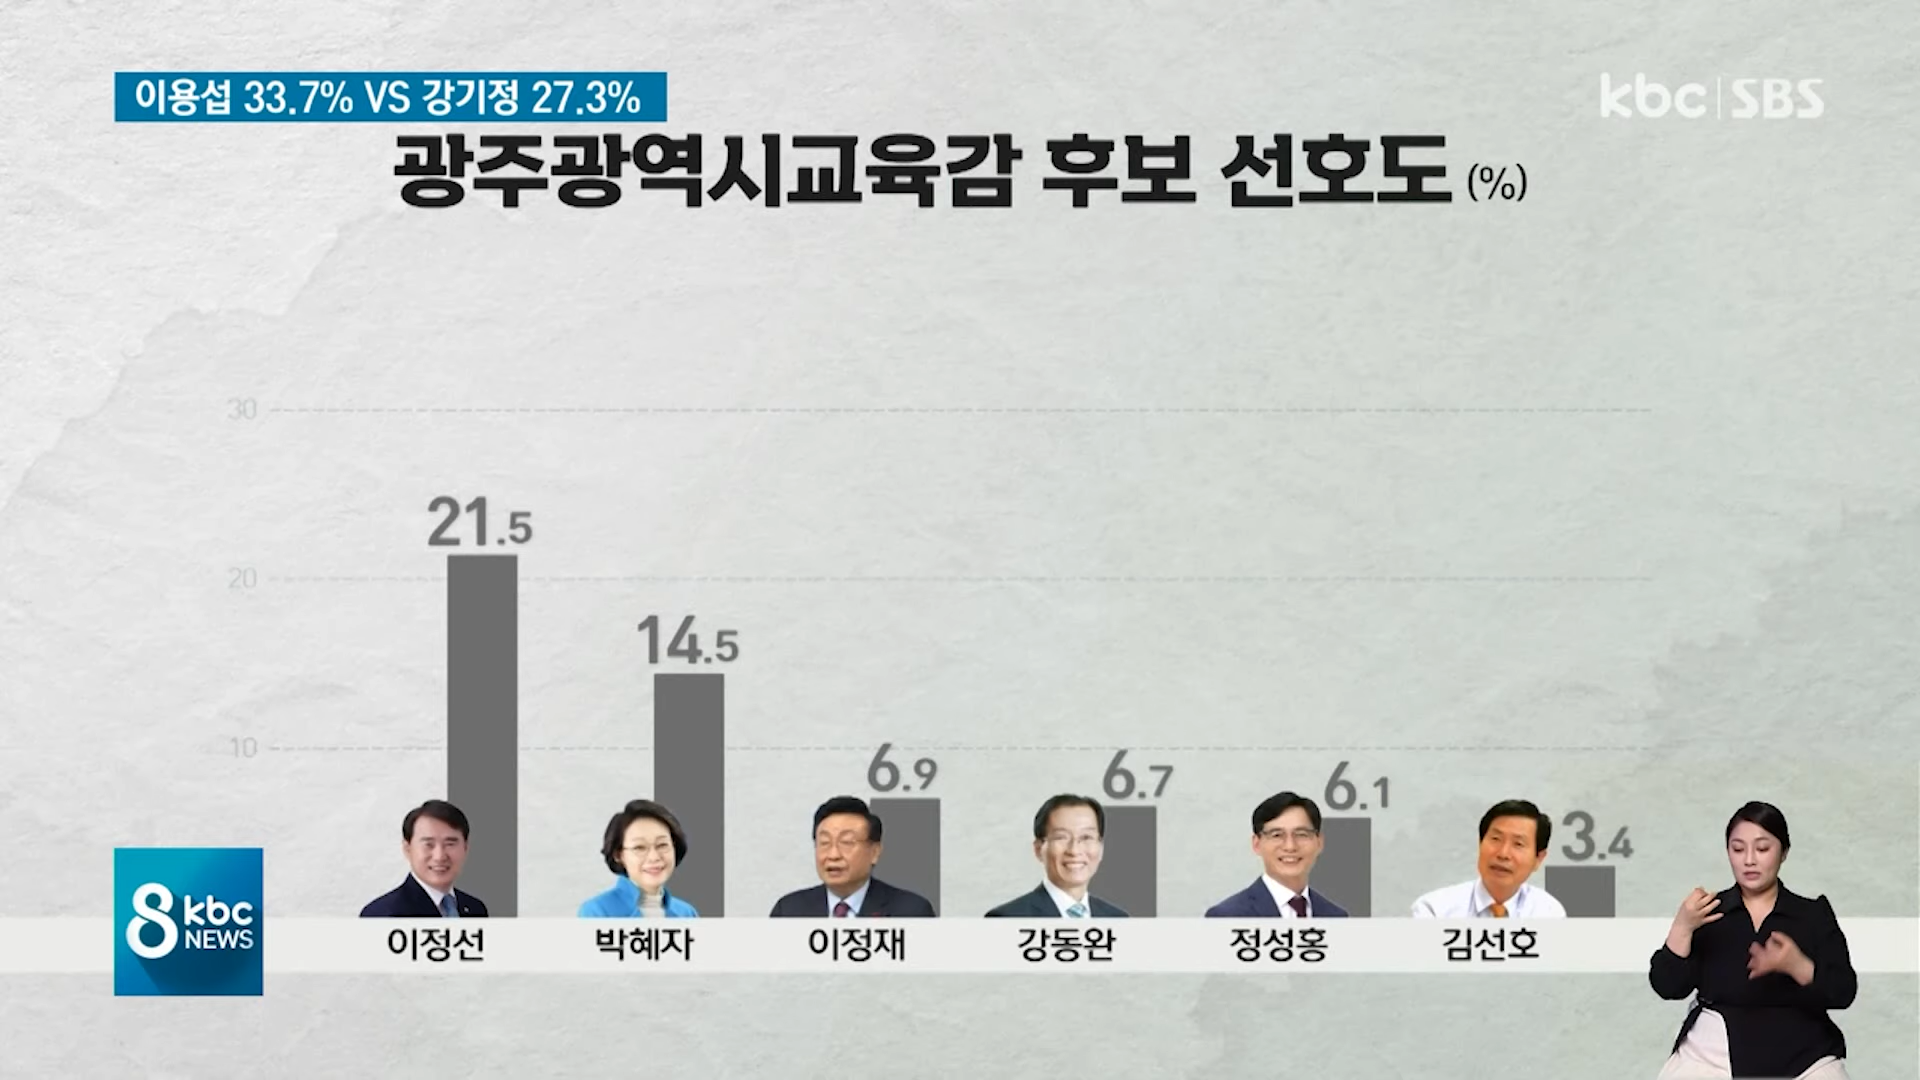 이용섭 33.7% VS 강기정 27.3%
kbc SBS
광주광역시교육감 후보 선호도 (%)
30
20
10
21.5
14.5
6.9
6.7
6.1
3.4
이정선
박혜자
이정재
강동완
정성홍
김선호
8 kbc
NEWS